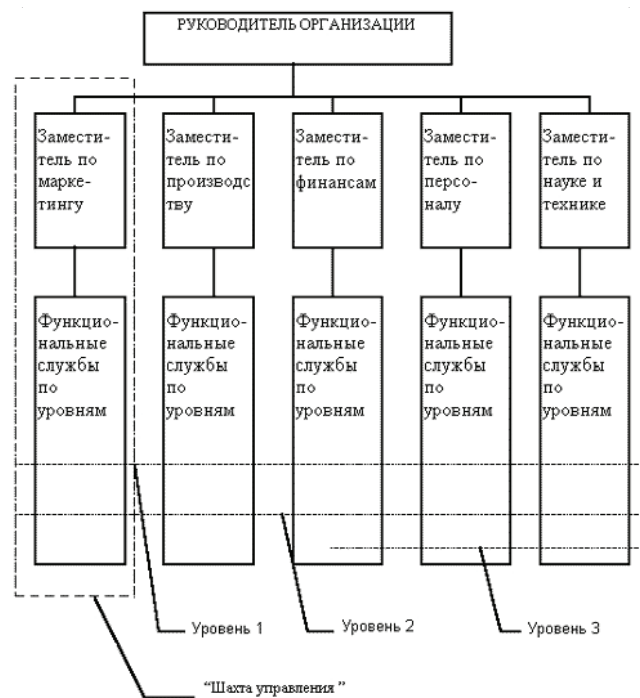 РУКОВОДИТЕЛЬ ОРГАНИЗАЦИИ
Замести-
тель по
марке-
тингу
Замести-
тель по
производс
тву
Замести-
тель по
финансам
Замести-
тель по
персо-
налу
Замести-
тель по
науке и
технике
Функцио-
нальные
службы
по
уровням
Функцио-
нальные
службы
по
уровням
Функцио-
нальные
службы
по
уровням
Функцио-
нальные
службы
по
уровням
Функцио-
нальные
службы
по
уровням
Уровень 1
Уровень 2
Уровень 3
"Шахта управления"